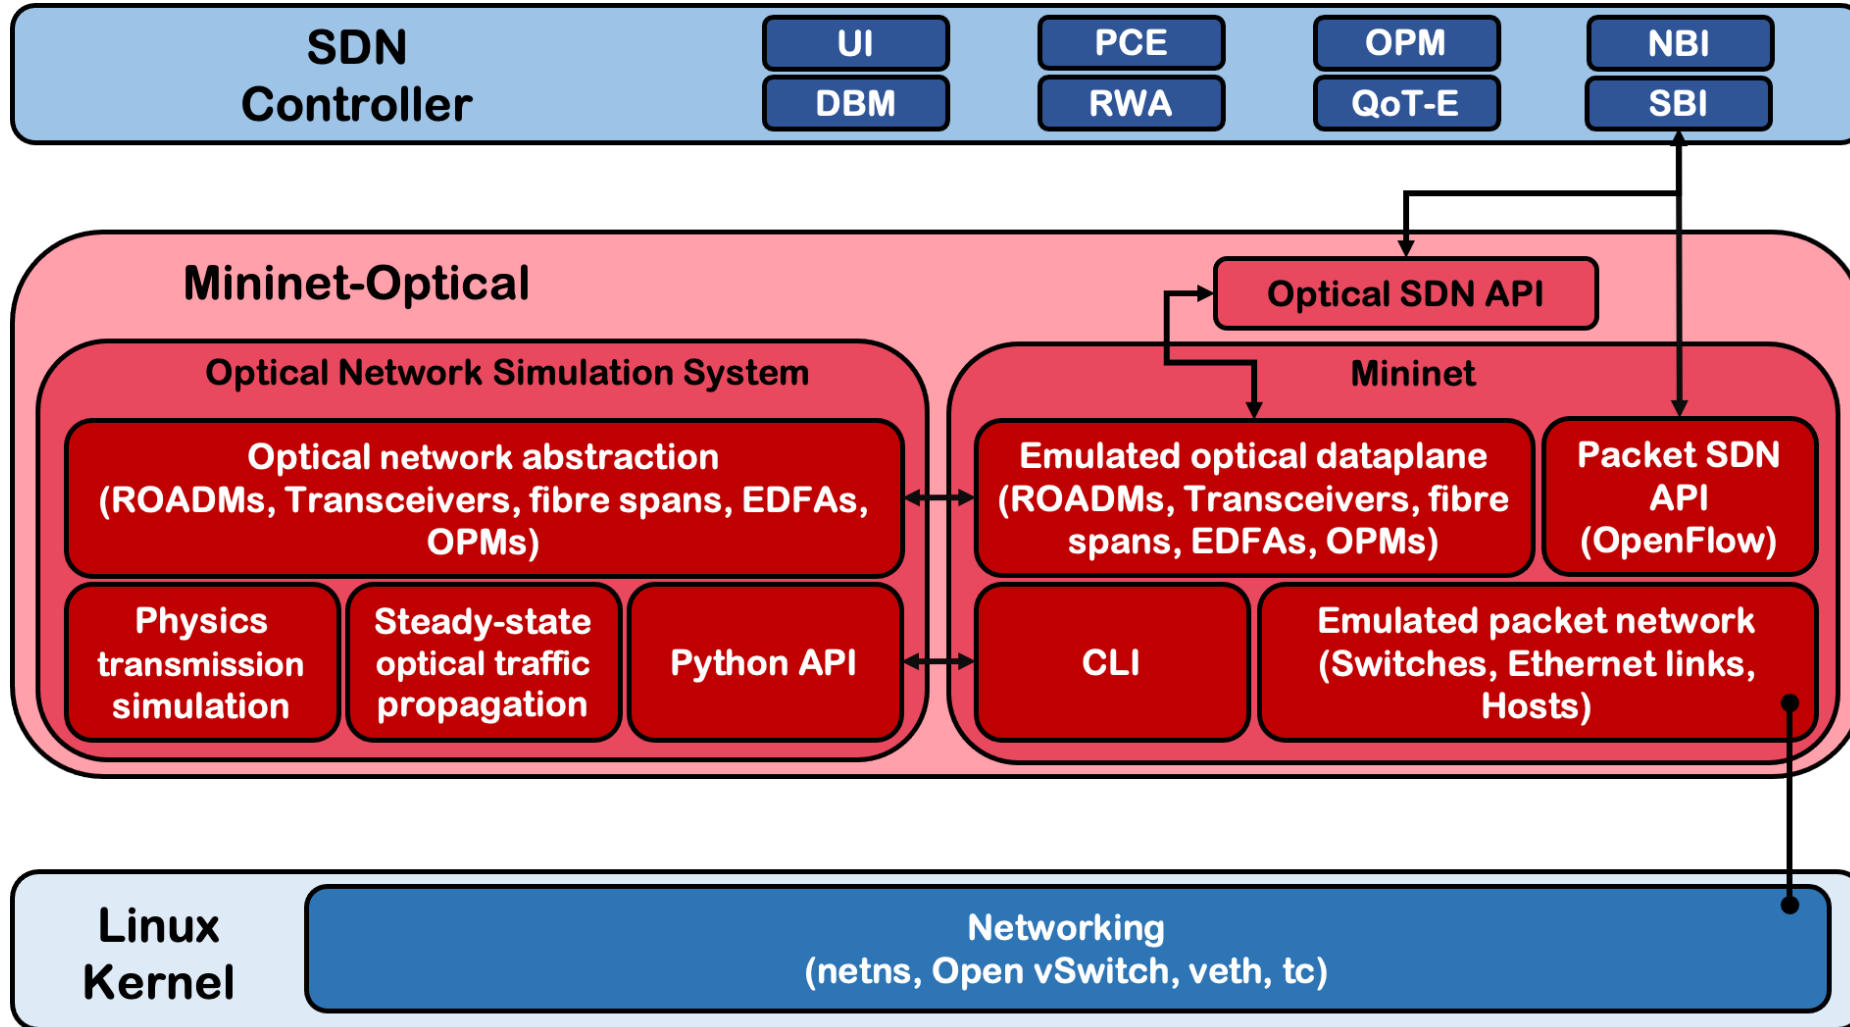 SDN
Controller
UI
PCE
OPM
NBI
DBM
RWA
QoT-E
SBI
Mininet-Optical
Optical SDN API
Optical Network Simulation System
Mininet
Optical network abstraction
(ROADMs, Transceivers, fibre spans, EDFAs,
OPMs)
Emulated optical dataplane
(ROADMs, Transceivers, fibre
spans, EDFAs, OPMs)
Packet SDN
API
(OpenFlow)
Physics
transmission
simulation
Steady-state
optical traffic
propagation
Python API
CLI
Emulated packet network
(Switches, Ethernet links,
Hosts)
Linux
Kernel
Networking
(netns, Open vSwitch, veth, tc)